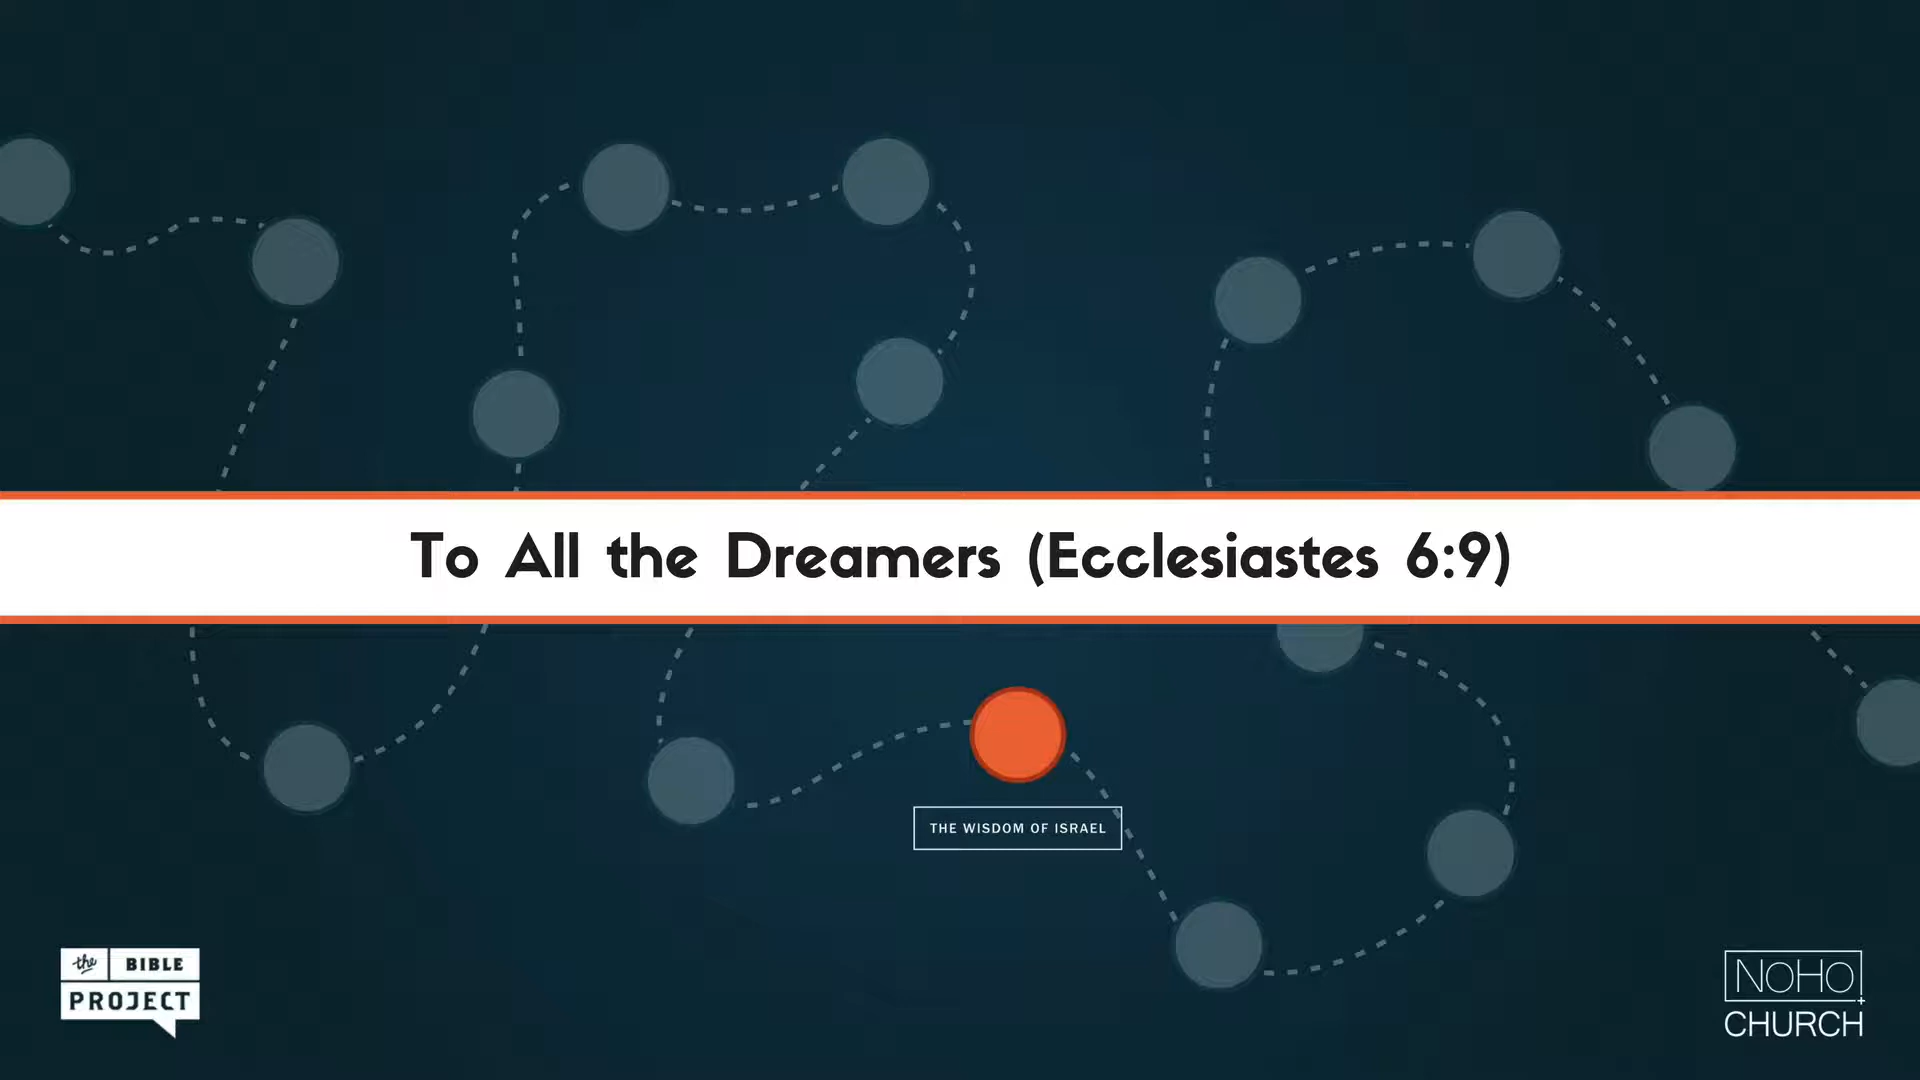 To All the Dreamers (Ecclesiastes 6:9)
THE WISDOM OF ISRAEL
the BIBLE
PROJECT
NOHO
CHURCH